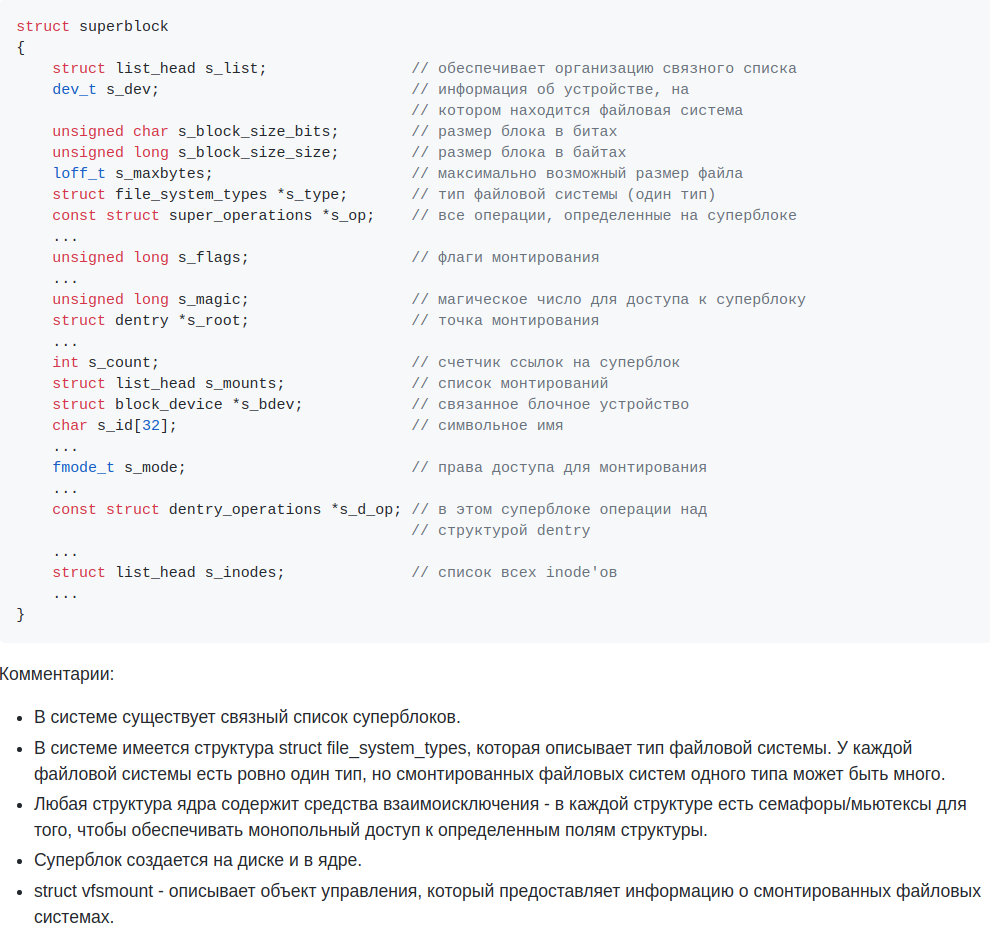 struct superblock
{
    struct list_head s_list;                // обеспечивает организацию связного списка
    dev_t s_dev;                            // информация об устройстве, на
                                            // котором находится файловая система
    unsigned char s_block_size_bits;        // размер блока в битах
    unsigned long s_block_size_size;        // размер блока в байтах
    loff_t s_maxbytes;                      // максимально возможный размер файла
    struct file_system_types *s_type;       // тип файловой системы (один тип)
    const struct super_operations *s_op;    // все операции, определенные на суперблоке
    ...
    unsigned long s_flags;                  // флаги монтирования
    ...
    unsigned long s_magic;                  // магическое число для доступа к суперблоку
    struct dentry *s_root;                  // точка монтирования
    ...
    int s_count;                            // счетчик ссылок на суперблок
    struct list_head s_mounts;              // список монтирований
    struct block_device *s_bdev;            // связанное блочное устройство
    char s_id[32];                          // символьное имя
    ...
    fmode_t s_mode;                         // права доступа для монтирования
    ...
    const struct dentry_operations *s_d_op; // в этом суперблоке операции над
                                            // структурой dentry
    ...
    struct list_head s_inodes;              // список всех inode'ов
    ...
}
Комментарии:
• В системе существует связный список суперблоков.
• В системе имеется структура struct file_system_types, которая описывает тип файловой системы. У каждой
файловой системы есть ровно один тип, но смонтированных файловых систем одного типа может быть много.
• Любая структура ядра содержит средства взаимоисключения - в каждой структуре есть семафоры/мьютексы для
того, чтобы обеспечивать монопольный доступ к определенным полям структуры.
• Суперблок создается на диске и в ядре.
• struct vfsmount - описывает объект управления, который предоставляет информацию о смонтированных файловых
системах.